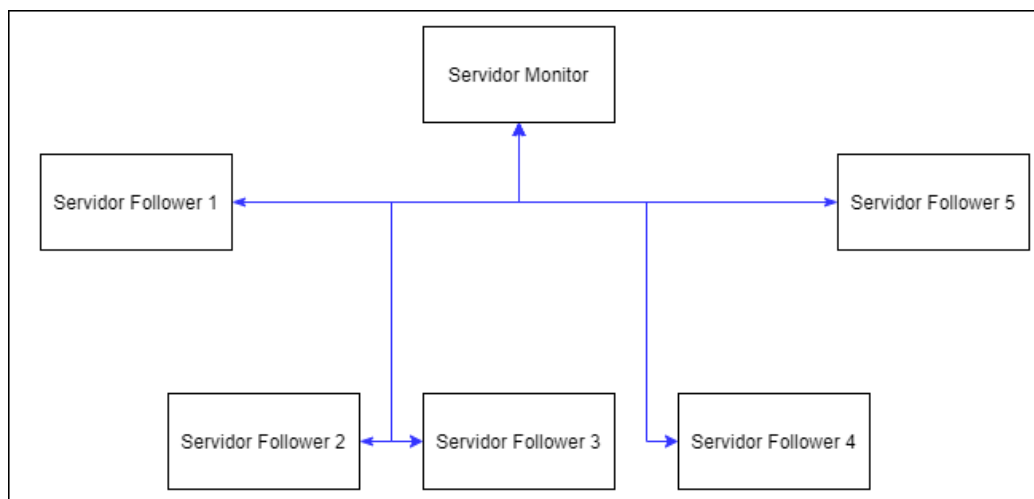 Servidor Monitor
Servidor Follower 1
Servidor Follower 5
Servidor Follower 2
Servidor Follower 3
Servidor Follower 4